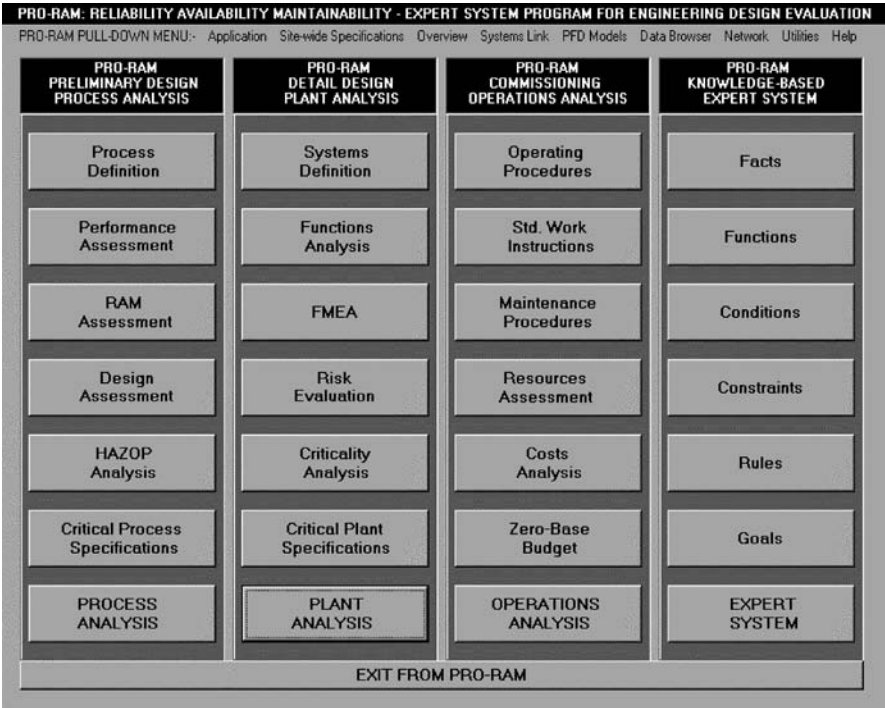 PRO-RAM: RELIABILITY AVAILABILITY MAINTAINABILITY - EXPERT SYSTEM PROGRAM FOR ENGINEERING DESIGN EVALUATION
PRO-RAM PULL-DOWN MENU:- Application Site-wide Specifications Overview Systems Link PFD Models Data Browser Network Utilities Help
PRO-RAM
PRELIMINARY DESIGN
PROCESS ANALYSIS
Process
Definition
Performance
Assessment
RAM
Assessment
Design
Assessment
HAZOP
Analysis
Critical Process
Specifications
PROCESS
ANALYSIS
PRO-RAM
DETAIL DESIGN
PLANT ANALYSIS
Systems
Definition
Functions
Analysis
FMEA
Risk
Evaluation
Criticality
Analysis
Critical Plant
Specifications
PLANT
ANALYSIS
PRO-RAM
COMMISSIONING
OPERATIONS ANALYSIS
Operating
Procedures
Std. Work
Instructions
Maintenance
Procedures
Resources
Assessment
Costs
Analysis
Zero-Base
Budget
OPERATIONS
ANALYSIS
PRO-RAM
KNOWLEDGE-BASED
EXPERT SYSTEM
Facts
Functions
Conditions
Constraints
Rules
Goals
EXPERT
SYSTEM
EXIT FROM PRO-RAM